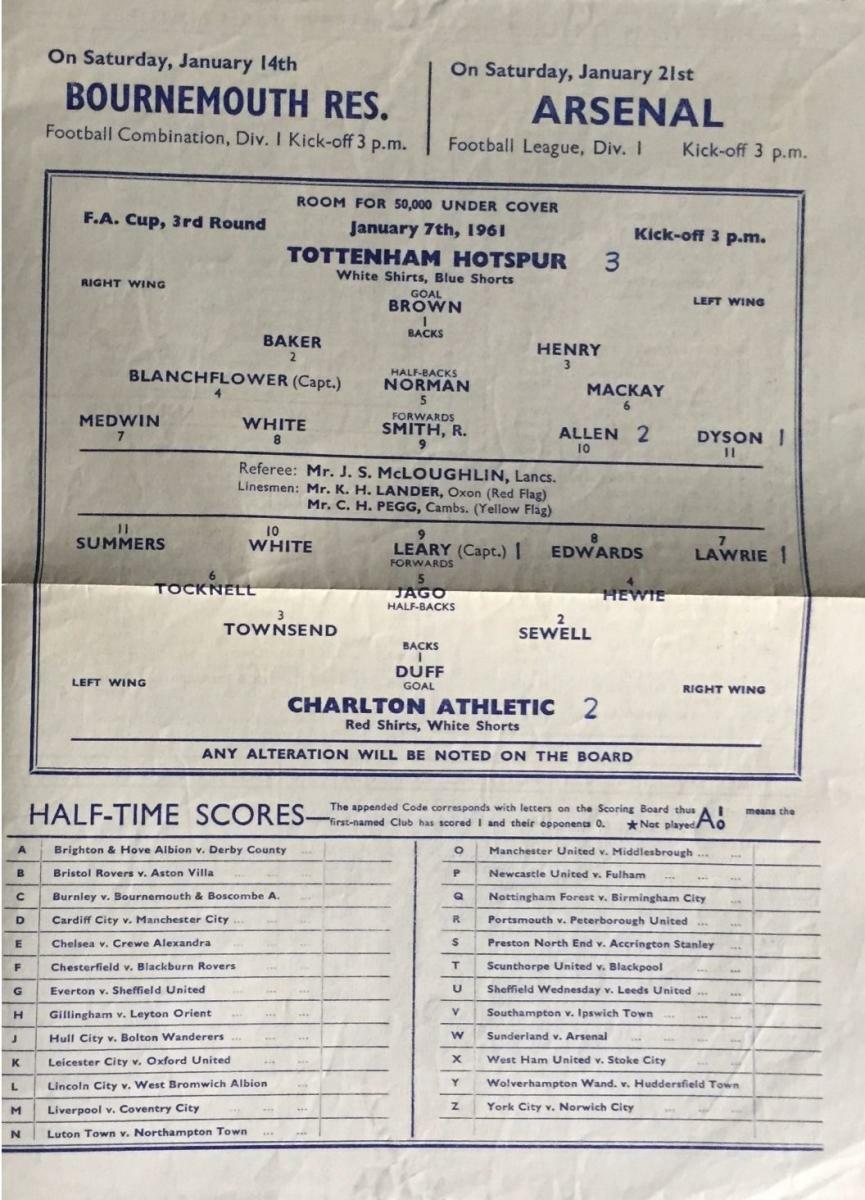 On Saturday, January 14th
BOURNEMOUTH RES.
Football Combination, Div. 1 Kick-off 3 p.m.
On Saturday, January 21st
ARSENAL
Football League, Div. 1 Kick-off 3 p.m.
ROOM FOR 50,000 UNDER COVER
F.A. Cup, 3rd Round January 7th, 1961 Kick-off 3 p.m.
TOTTENHAM HOTSPUR 3
White Shirts, Blue Shorts
RIGHT WING LEFT WING
GOAL
BROWN
1
BACKS
BAKER HENRY
2 3
HALF-BACKS
BLANCHFLOWER (Capt.) NORMAN MACKAY
4 5 6
FORWARDS
MEDWIN WHITE SMITH, R. ALLEN 2 DYSON 1
7 8 9 10 11
Referee: Mr. J. S. McLOUGHLIN, Lancs.
Linesmen: Mr. K. H. LANDER, Oxon (Red Flag)
Mr. C. H. PEGG, Cambs. (Yellow Flag)
11 10 9 8 7
SUMMERS WHITE LEARY (Capt.) 1 EDWARDS LAWRIE 1
FORWARDS
6 5 4
TOCKNELL JAGO HEWIE
HALF-BACKS
3 2
TOWNSEND SEWELL
BACKS
1
DUFF
GOAL
LEFT WING RIGHT WING
CHARLTON ATHLETIC 2
Red Shirts, White Shorts
ANY ALTERATION WILL BE NOTED ON THE BOARD
HALF-TIME SCORES—The appended Code corresponds with letters on the Scoring Board thus A 1 0 means the
first-named Club has scored 1 and their opponents 0. ★Not played
A Brighton & Hove Albion v. Derby County ...
B Bristol Rovers v. Aston Villa ... ...
C Burnley v. Bournemouth & Boscombe A.
D Cardiff City v. Manchester City ... ...
E Chelsea v. Crewe Alexandra ... ...
F Chesterfield v. Blackburn Rovers ...
G Everton v. Sheffield United ... ...
H Gillingham v. Leyton Orient ... ...
J Hull City v. Bolton Wanderers ... ...
K Leicester City v. Oxford United ... ...
L Lincoln City v. West Bromwich Albion ...
M Liverpool v. Coventry City ... ... ...
N Luton Town v. Northampton Town ... ...
O Manchester United v. Middlesbrough ... ...
P Newcastle United v. Fulham ... ... ...
Q Nottingham Forest v. Birmingham City ...
R Portsmouth v. Peterborough United ... ...
S Preston North End v. Accrington Stanley ...
T Scunthorpe United v. Blackpool ... ...
U Sheffield Wednesday v. Leeds United ... ...
V Southampton v. Ipswich Town ... ... ...
W Sunderland v. Arsenal ... ... ...
X West Ham United v. Stoke City ... ...
Y Wolverhampton Wand. v. Huddersfield Town
Z York City v. Norwich City ... ... ...